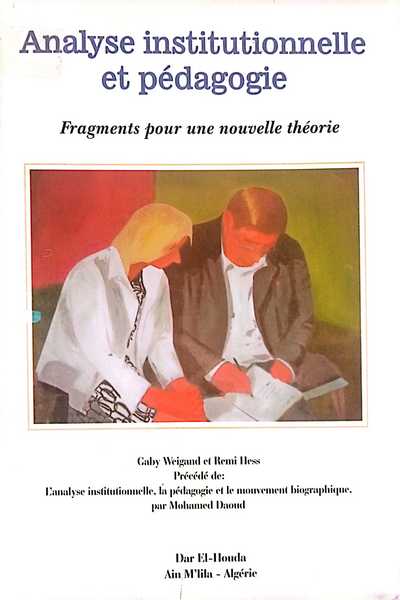 Analyse institutionnelle
et pédagogie
Fragments pour une nouvelle théorie
Gaby Weigand et Remi Hess
Précédé de:
L'analyse institutionnelle, la pédagogie et le mouvement biographique,
par Mohamed Daoud
Dar El-Houda
Ain M'lila - Algérie